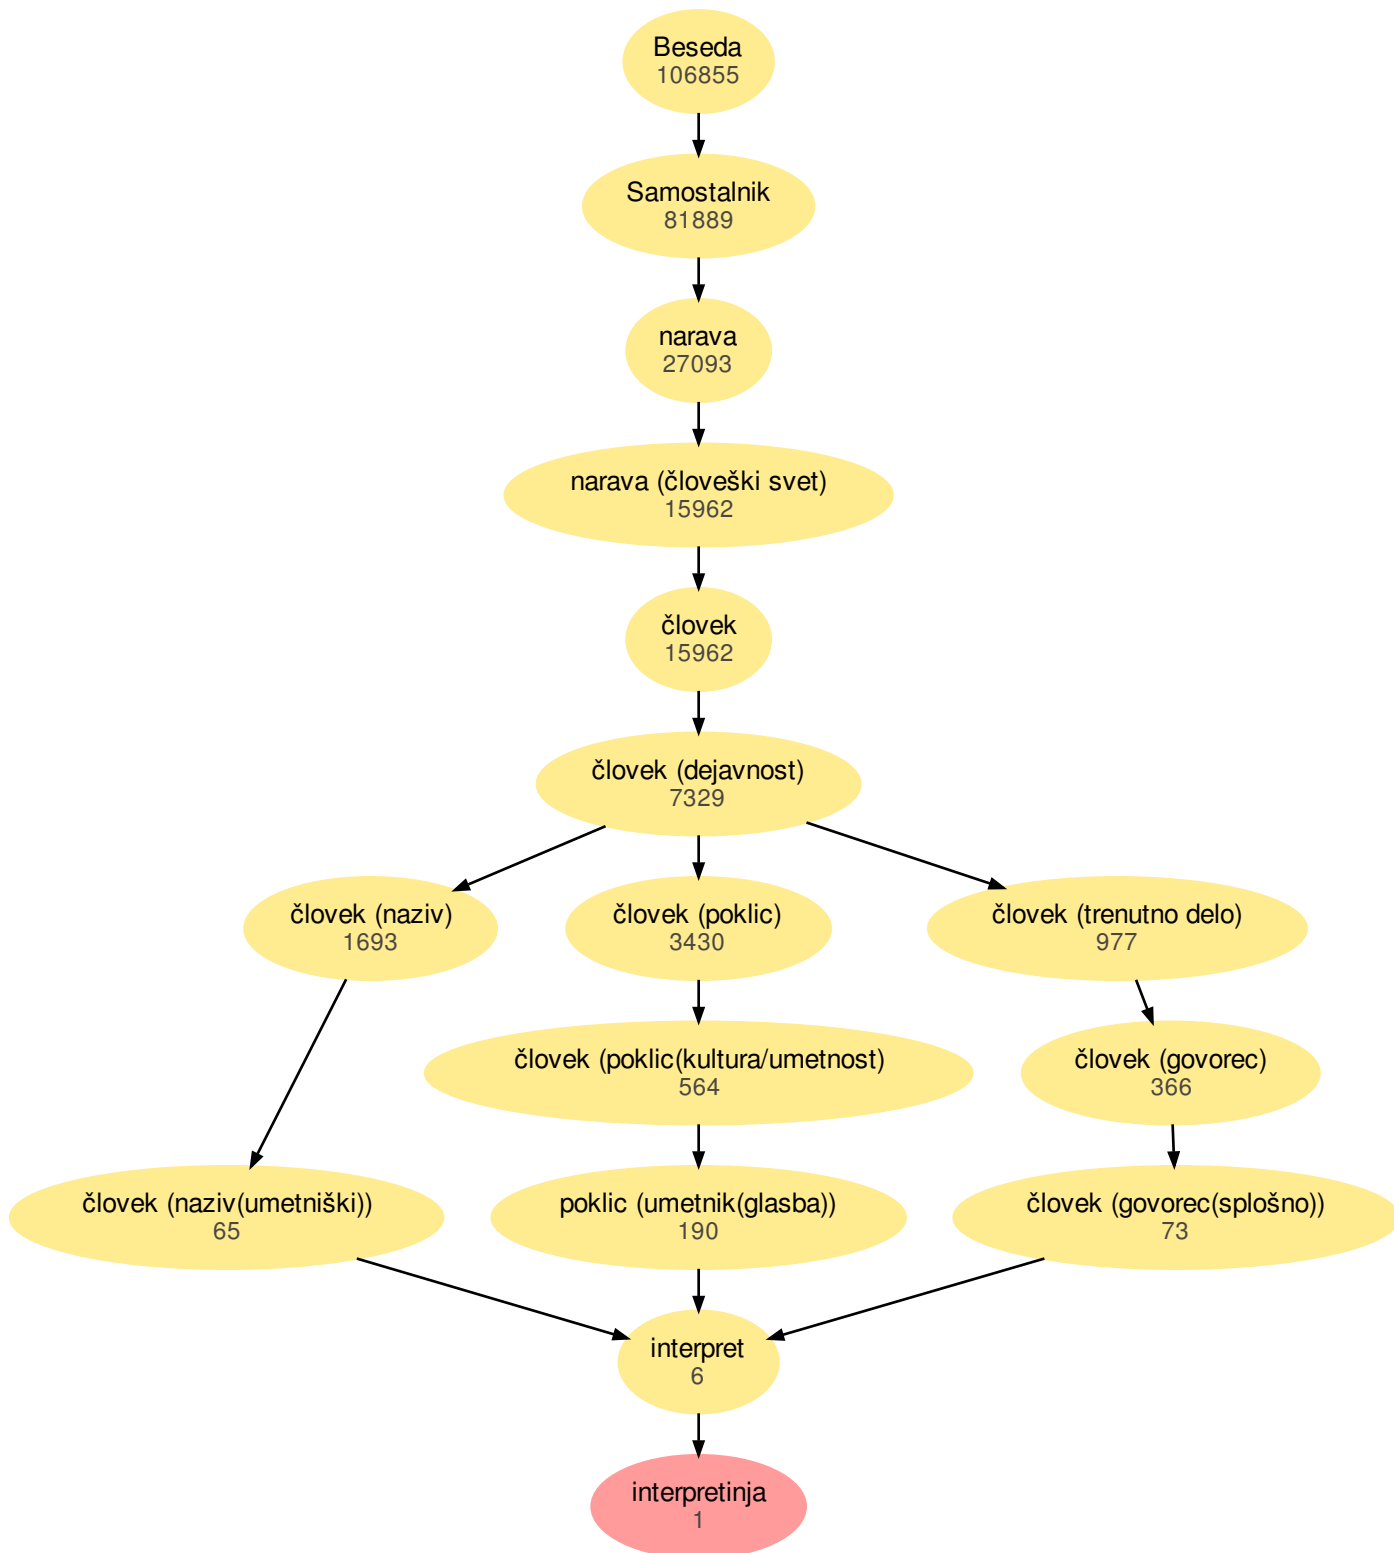 Beseda
106855
Samostalnik
81889
narava
27093
narava (človeški svet)
15962
človek
15962
človek (dejavnost)
7329
človek (naziv)
1693
človek (poklic)
3430
človek (trenutno delo)
977
človek (poklic(kultura/umetnost)
564
človek (govorec)
366
človek (naziv(umetniški))
65
poklic (umetnik(glasba))
190
človek (govorec(splošno))
73
interpret
6
interpretinja
1